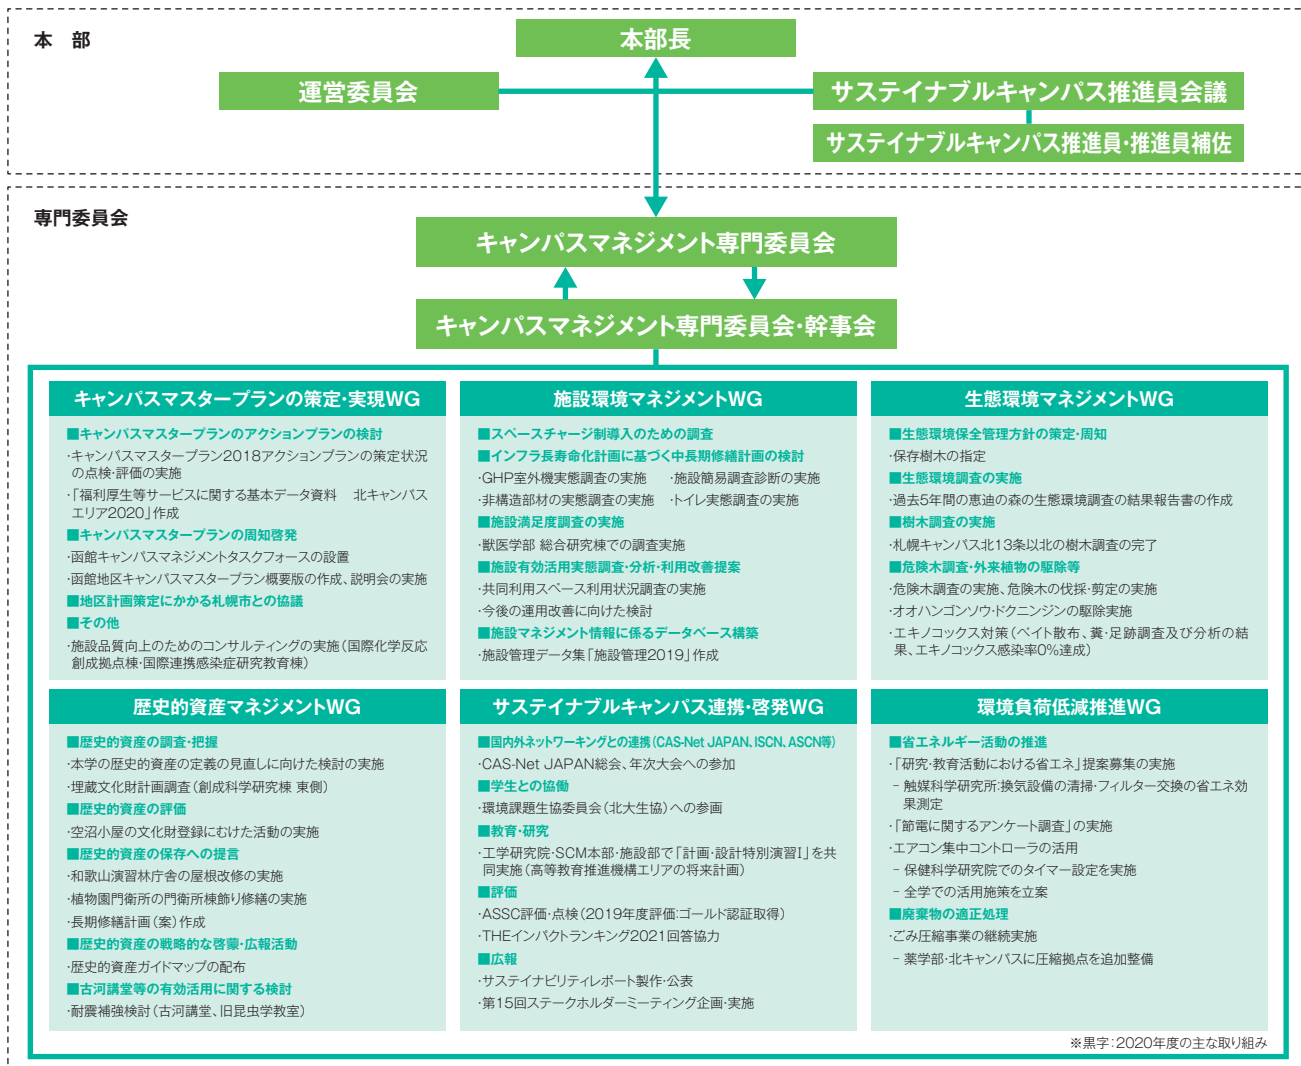 本　部
本部長
運営委員会
サステイナブルキャンパス推進員会議
サステイナブルキャンパス推進員・推進員補佐
専門委員会
キャンパスマネジメント専門委員会
キャンパスマネジメント専門委員会・幹事会
キャンパスマスタープランの策定・実現WG
■キャンパスマスタープランのアクションプランの検討
・キャンパスマスタープラン2018アクションプランの策定状況
の点検・評価の実施
・「福利厚生等サービスに関する基本データ資料　北キャンパス
エリア2020」作成
■キャンパスマスタープランの周知啓発
・函館キャンパスマネジメントタスクフォースの設置
・函館地区キャンパスマスタープラン概要版の作成、説明会の実施
■地区計画策定にかかる札幌市との協議
■その他
・施設品質向上のためのコンサルティングの実施（国際化学反応
創成拠点棟・国際連携感染症研究教育棟）
施設環境マネジメントWG
■スペースチャージ制導入のための調査
■インフラ長寿命化計画に基づく中長期修繕計画の検討
・GHP室外機実態調査の実施　・施設簡易調査診断の実施
・非構造部材の実態調査の実施　・トイレ実態調査の実施
■施設満足度調査の実施
・獣医学部 総合研究棟での調査実施
■施設有効活用実態調査・分析・利用改善提案
・共同利用スペース利用状況調査の実施
・今後の運用改善に向けた検討
■施設マネジメント情報に係るデータベース構築
・施設管理データ集「施設管理2019」作成
生態環境マネジメントWG
■生態環境保全管理方針の策定・周知
・保存樹木の指定
■生態環境調査の実施
・過去5年間の恵迪の森の生態環境調査の結果報告書の作成
■樹木調査の実施
・札幌キャンパス北13条以北の樹木調査の完了
■危険木調査・外来植物の駆除等
・危険木調査の実施、危険木の伐採・剪定の実施
・オオハンゴンソウ・ドクニンジンの駆除実施
・エキノコックス対策（ベイト散布、糞・足跡調査及び分析の結
果、エキノコックス感染率0％達成）
歴史的資産マネジメントWG
■歴史的資産の調査・把握
・本学の歴史的資産の定義の見直しに向けた検討の実施
・埋蔵文化財計画調査（創成科学研究棟 東側）
■歴史的資産の評価
・空沼小屋の文化財登録にむけた活動の実施
■歴史的資産の保存への提言
・和歌山演習林庁舎の屋根改修の実施
・植物園門衛所の門衛所棟飾り修繕の実施
・長期修繕計画（案）作成
■歴史的資産の戦略的な啓蒙・広報活動
・歴史的資産ガイドマップの配布
■古河講堂等の有効活用に関する検討
・耐震補強検討（古河講堂、旧昆虫学教室）
サステイナブルキャンパス連携・啓発WG
■国内外ネットワーキングとの連携（CAS-Net JAPAN、ISCN、ASCN等）
・CAS-Net JAPAN総会、年次大会への参加
■学生との協働
・環境課題生協委員会（北大生協）への参画
■教育・研究
・工学研究院・SCM本部・施設部で「計画・設計特別演習Ⅰ」を共
同実施（高等教育推進機構エリアの将来計画）
■評価
・ASSC評価・点検（2019年度評価：ゴールド認証取得）
・THEインパクトランキング2021回答協力
■広報
・サステイナビリティレポート製作・公表
・第15回ステークホルダーミーティング企画・実施
環境負荷低減推進WG
■省エネルギー活動の推進
・「研究・教育活動における省エネ」提案募集の実施
− 触媒科学研究所：換気設備の清掃・フィルター交換の省エネ効
果測定
・「節電に関するアンケート調査」の実施
・エアコン集中コントローラの活用
− 保健科学研究院でのタイマー設定を実施
− 全学での活用施策を立案
■廃棄物の適正処理
・ごみ圧縮事業の継続実施
− 薬学部・北キャンパスに圧縮拠点を追加整備
※黒字：2020年度の主な取り組み